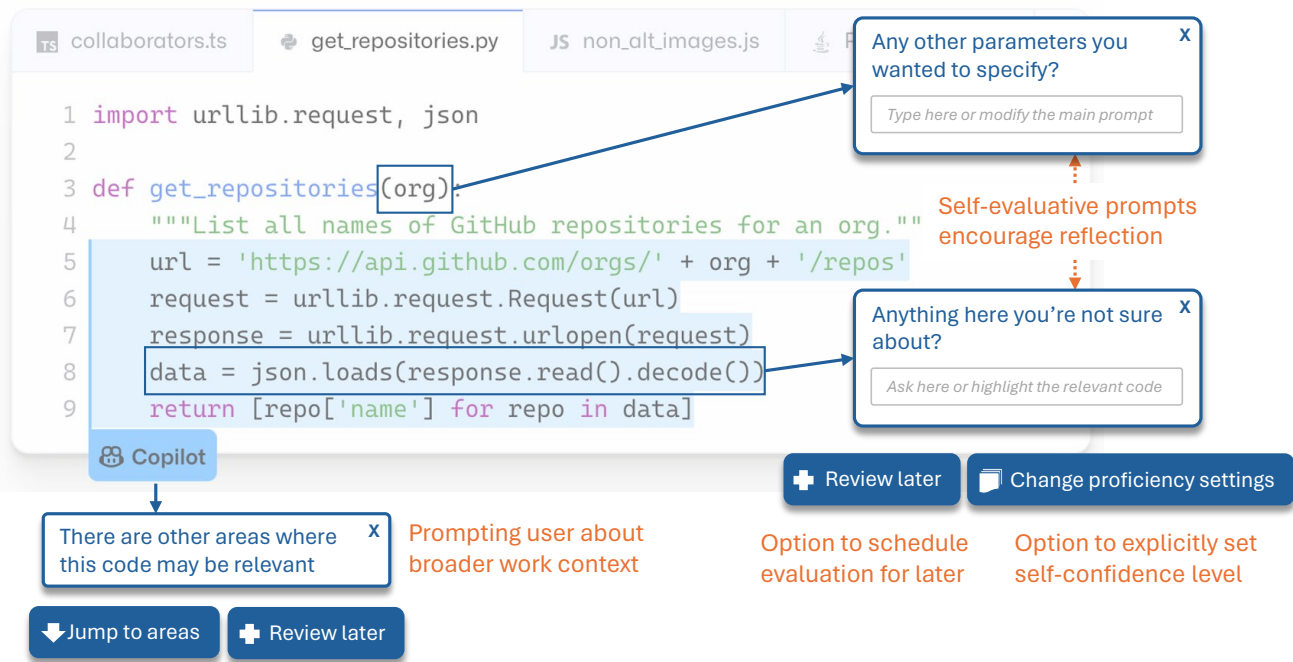 collaborators.ts
get_repositories.py
JS non_alt_images.js
Any other parameters you
wanted to specify?
X
Type here or modify the main prompt
1 import urllib.request, json
2
3 def get_repositories(org):
4 """List all names of GitHub repositories for an org.""
5 url = 'https://api.github.com/orgs/' + org + '/repos'
6 request = urllib.request.Request(url)
7 response = urllib.request.urlopen(request)
8 data = json.loads(response.read().decode())
9 return [repo['name'] for repo in data]
Self-evaluative prompts
encourage reflection
Anything here you're not sure
about?
X
Ask here or highlight the relevant code
Copilot
Review later
Change proficiency settings
There are other areas where
this code may be relevant
X
Prompting user about
broader work context
Option to schedule
evaluation for later
Option to explicitly set
self-confidence level
Jump to areas
Review later